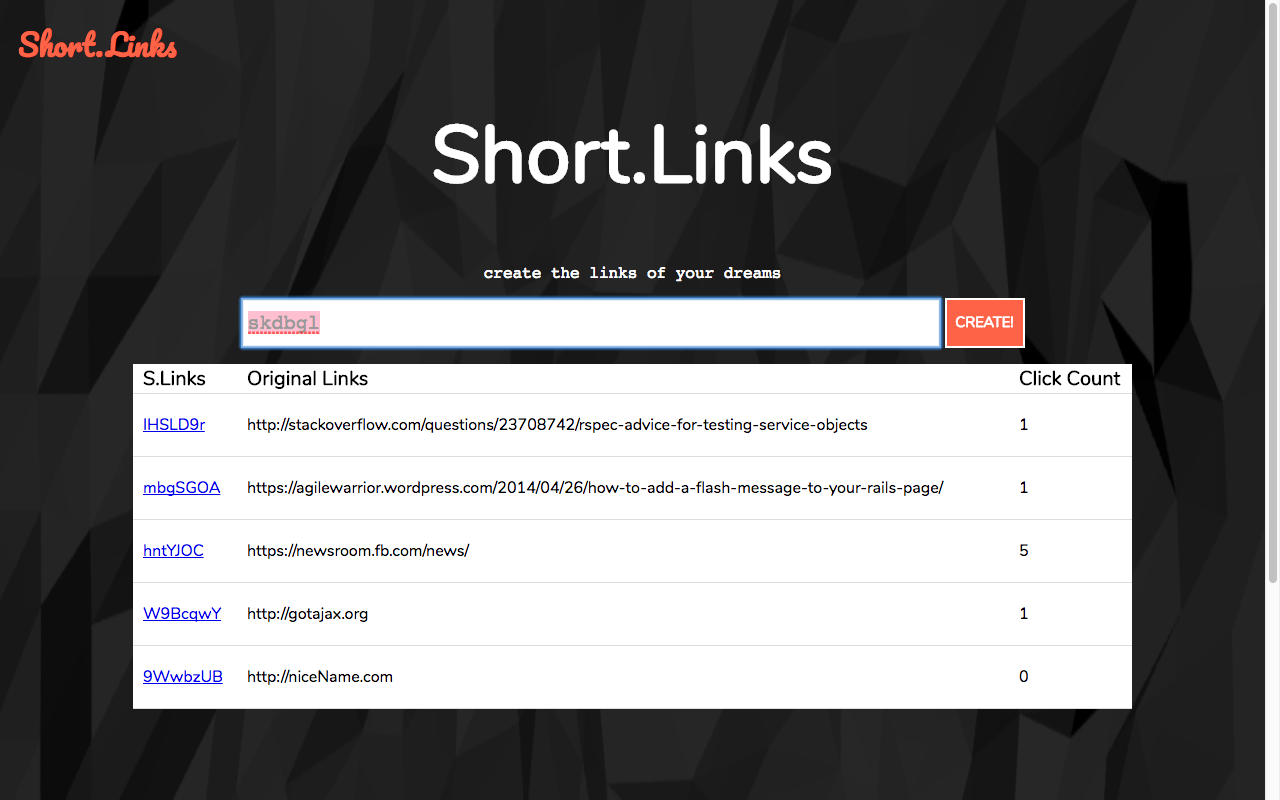 Short.Links
Short.Links
create the links of your dreams
skdbgl CREATE!
S.Links Original Links Click Count
IHSLD9r http://stackoverflow.com/questions/23708742/rspec-advice-for-testing-service-objects 1
mbgSGOA https://agilewarrior.wordpress.com/2014/04/26/how-to-add-a-flash-message-to-your-rails-page/ 1
hntYJOC https://newsroom.fb.com/news/ 5
W9BcqwY http://gotajax.org 1
9WwbzUB http://niceName.com 0